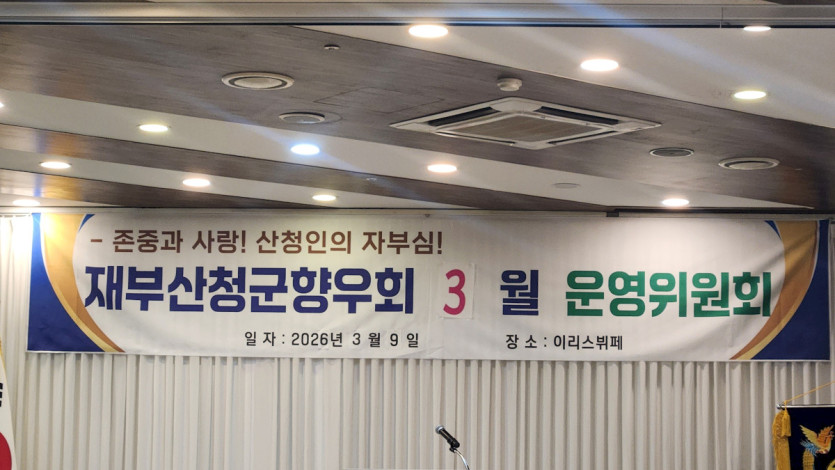 - 존중과 사랑! 산청인의 자부심!
재부산청군향우회 3 월 운영위원회
일 자 : 2026년 3 월 9 일 장 소 : 이리스뷔페